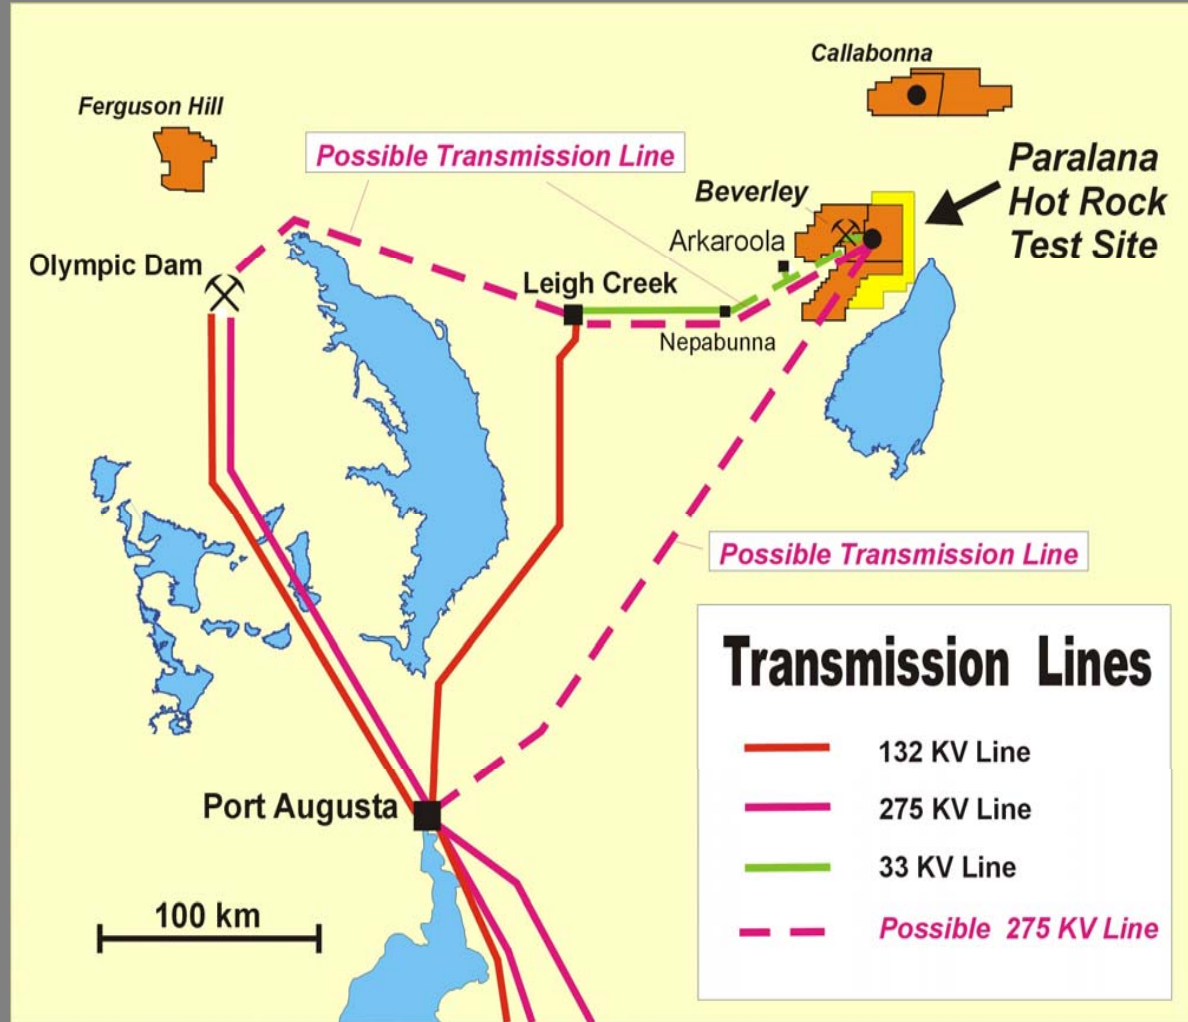 Callabonna
Ferguson Hill
Possible Transmission Line
Paralana
Hot Rock
Test Site
Beverley
Arkaroola
Olympic Dam
Leigh Creek
Nepabunna
Possible Transmission Line
Transmission Lines
132 KV Line
Port Augusta
275 KV Line
33 KV Line
100 km
Possible 275 KV Line